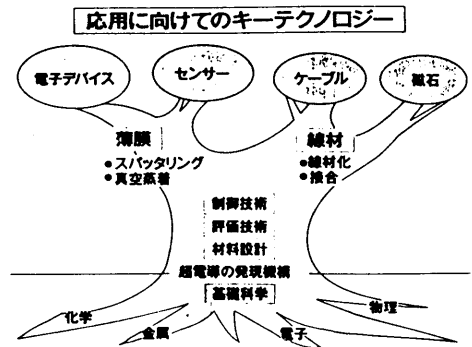 応用に向けてのキーテクノロジー
電子デバイス
センサー
ケーブル
磁石
薄膜
●スパッタリング
●真空蒸着
線材
●線材化
●接合
制御技術
評価技術
材料設計
超電導の発現機構
基礎科学
化学
金属
電子
物理